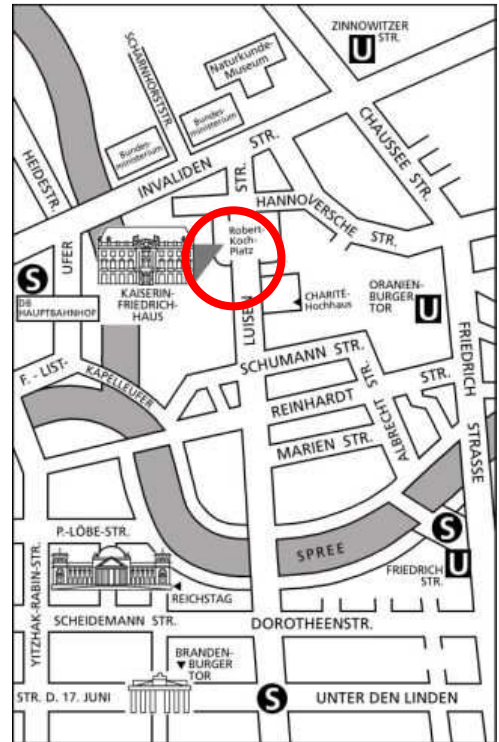 ZINNOWITZER
STR.
U
SCHARNHORSTSTR.
Naturkunde-
Museum
Bundes-
ministerium
Bundes-
ministerium
CHAUSSEE STR.
HEIDESTR.
INVALIDEN
STR.
STR.
HANNOVERSCHE
STR.
Robert-
Koch-
Platz
UFER
S
DB
HAUPTBAHNHOF
KAISERIN-
FRIEDRICH-
HAUS
CHARITÉ-
Hochhaus
ORANIEN-
BURGER
TOR
U
LUISEN
F. - LIST-
KAPELLEUFER
SCHUMANN STR.
REINHARDT
STR.
ALBRECHT STR.
MARIEN STR.
FRIEDRICH
STRASSE
P.-LÖBE-STR.
SPREE
S
U
FRIEDRICH
STR.
YITZHAK-RABIN-STR.
REICHSTAG
SCHEIDEMANN STR.
DOROTHEENSTR.
BRANDEN-
BURGER
TOR
STR. D. 17. JUNI
S
UNTER DEN LINDEN